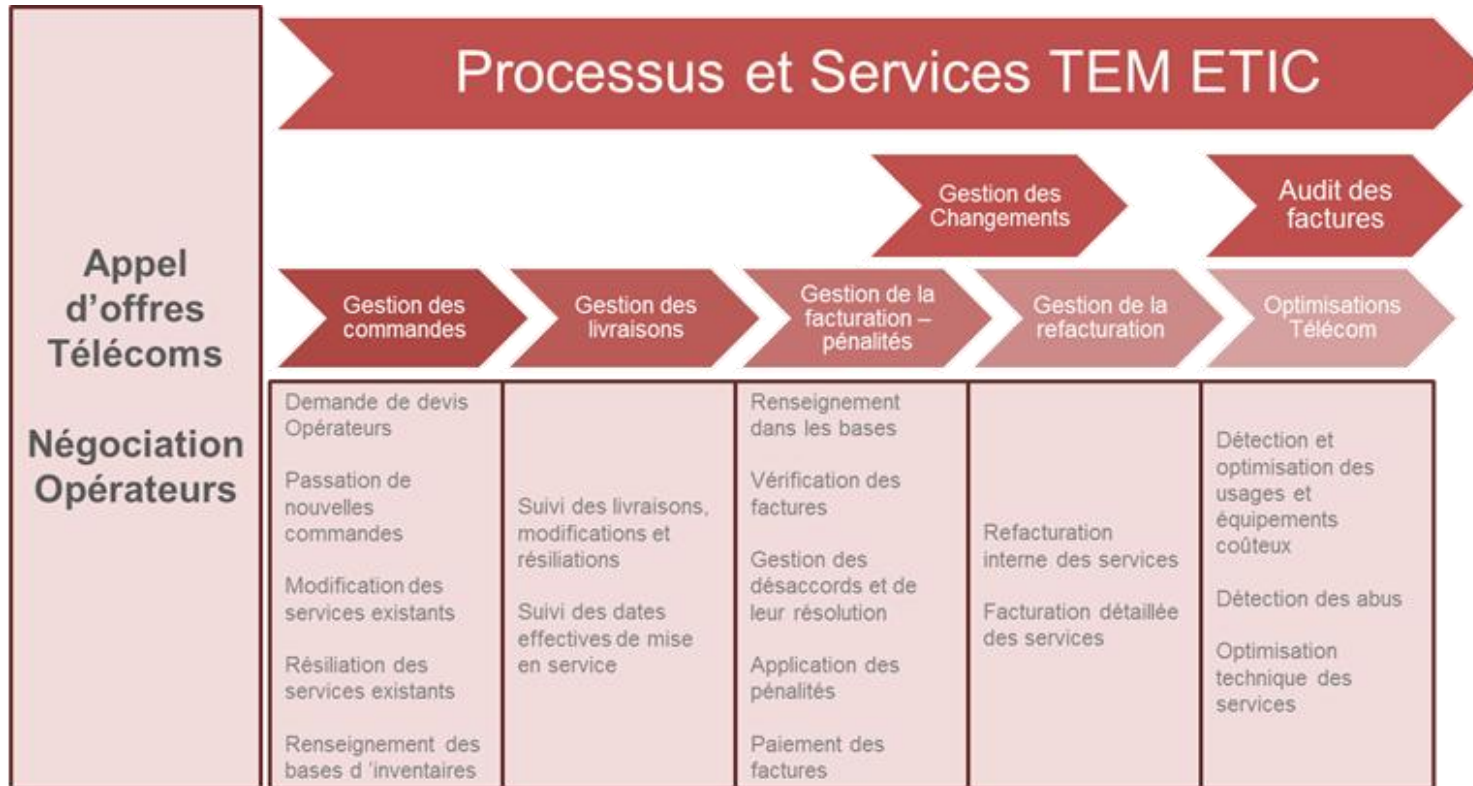 Processus et Services TEM ETIC
Appel
d’offres
Télécoms
Négociation
Opérateurs
Gestion des
Changements
Audit des
factures
Gestion des
commandes
Gestion des
livraisons
Gestion de la
facturation –
pénalités
Gestion de la
refacturation
Optimisations
Télécom
Demande de devis
Opérateurs
Passation de
nouvelles
commandes
Modification des
services existants
Résiliation des
services existants
Renseignement des
bases d ’inventaires
Suivi des livraisons,
modifications et
résiliations
Suivi des dates
effectives de mise
en service
Renseignement
dans les bases
Vérification des
factures
Gestion des
désaccords et de
leur résolution
Application des
pénalités
Paiement des
factures
Refacturation
interne des services
Facturation détaillée
des services
Détection et
optimisation des
usages et
équipements
coûteux
Détection des abus
Optimisation
technique des
services